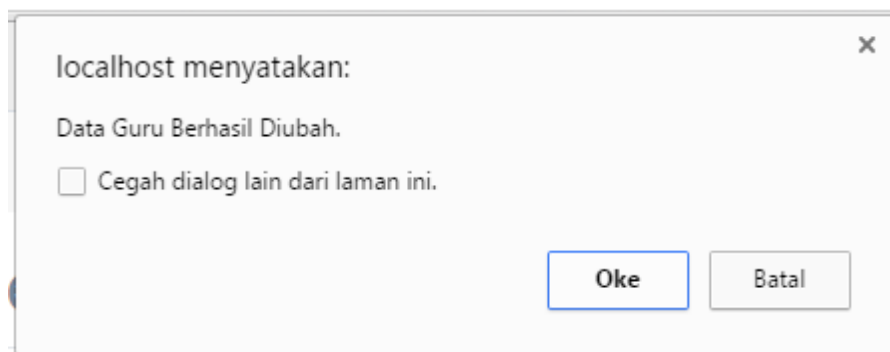 localhost menyatakan:
Data Guru Berhasil Diubah.
Cegah dialog lain dari laman ini.
Oke
Batal